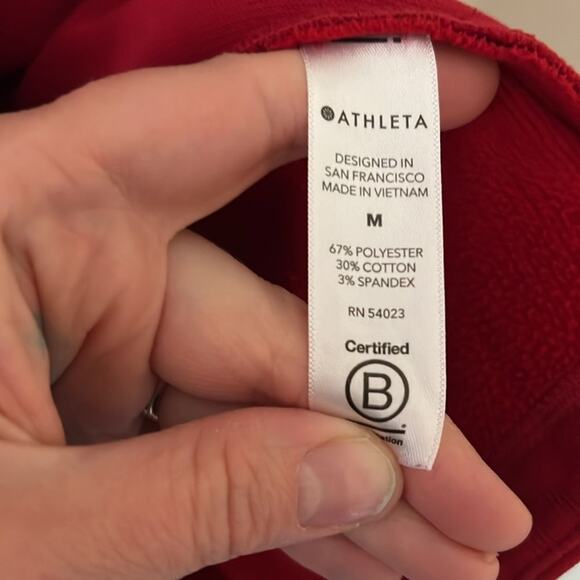 ATHLETA
DESIGNED IN
SAN FRANCISCO
MADE IN VIETNAM
M
67% POLYESTER
30% COTTON
3% SPANDEX
RN 54023
Certified
B